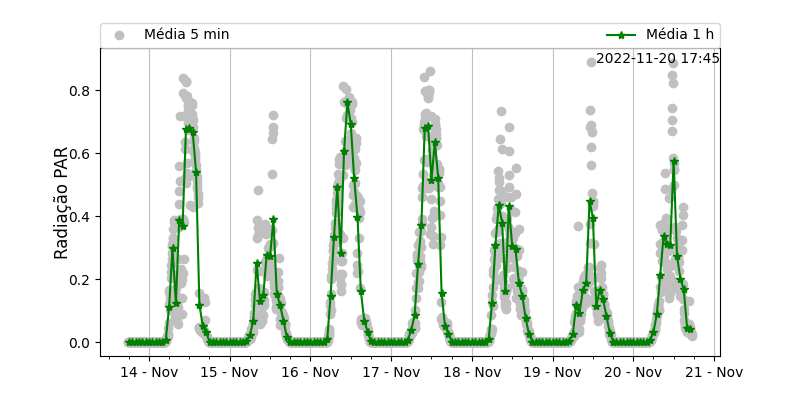 Média 5 min
Média 1 h
2022-11-20 17:45
Radiação PAR
0.8
0.6
0.4
0.2
0.0
14 - Nov
15 - Nov
16 - Nov
17 - Nov
18 - Nov
19 - Nov
20 - Nov
21 - Nov